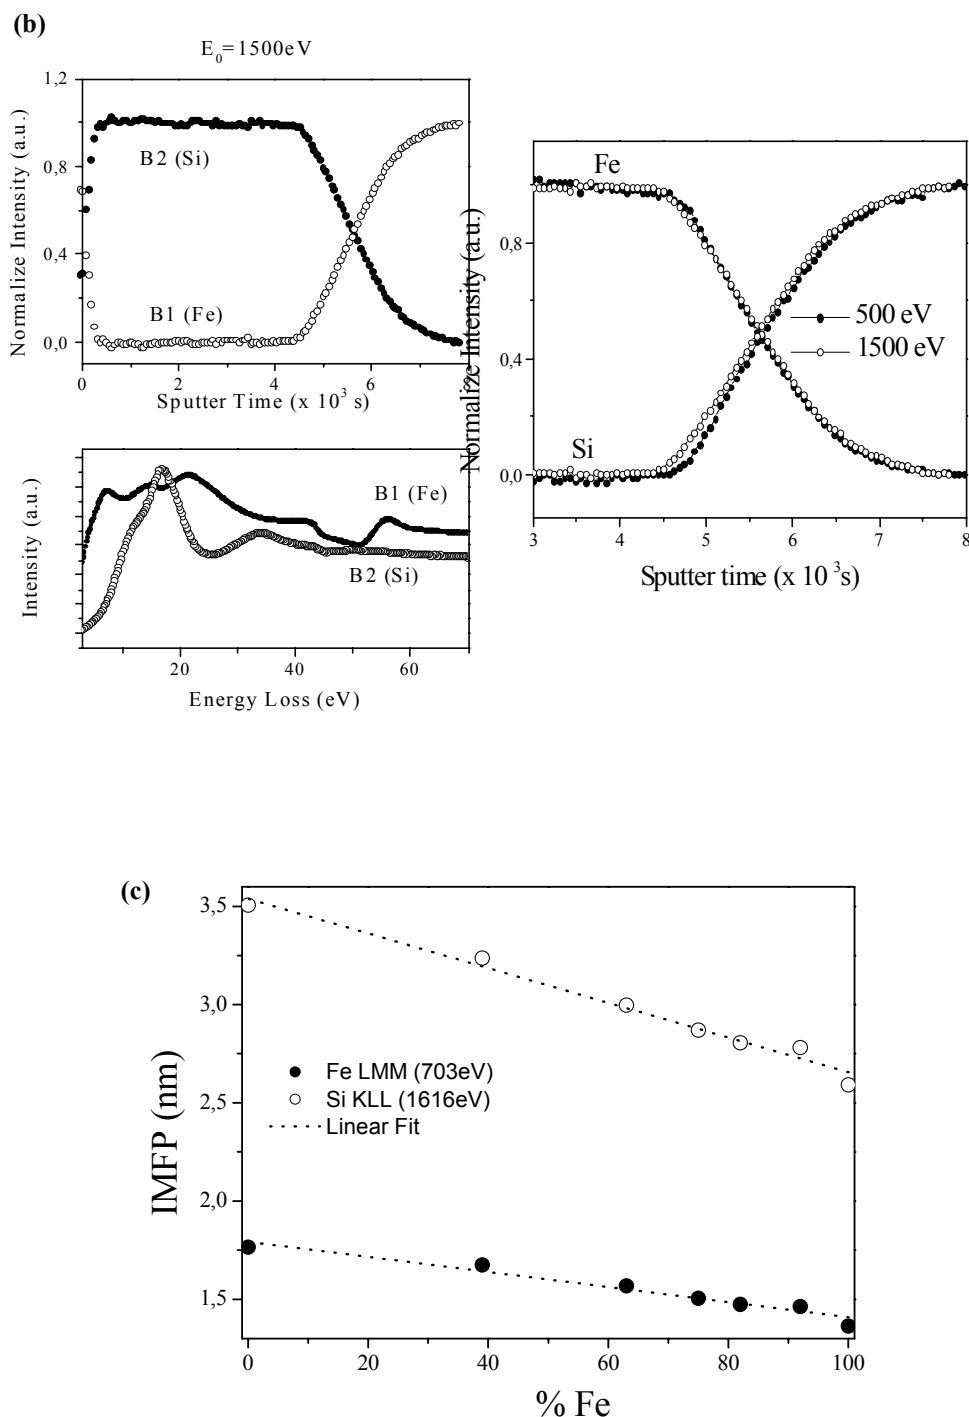 (b)
E0=1500eV
1,2
0,8
0,4
0,0
Normalize Intensity (a.u.)
B2 (Si)
B1 (Fe)
0 2 4 6 8
Sputter Time (x 10³ s)
Intensity (a.u.)
B1 (Fe)
B2 (Si)
20 40 60
Energy Loss (eV)
Normalize Intensity (a.u.)
Fe
0,8
500 eV
1500 eV
0,4
Si
0,0
3 4 5 6 7 8
Sputter time (x 10³s)
(c)
3,5
3,0
2,5
2,0
1,5
IMFP (nm)
Fe LMM (703eV)
Si KLL (1616eV)
Linear Fit
0 20 40 60 80 100
% Fe